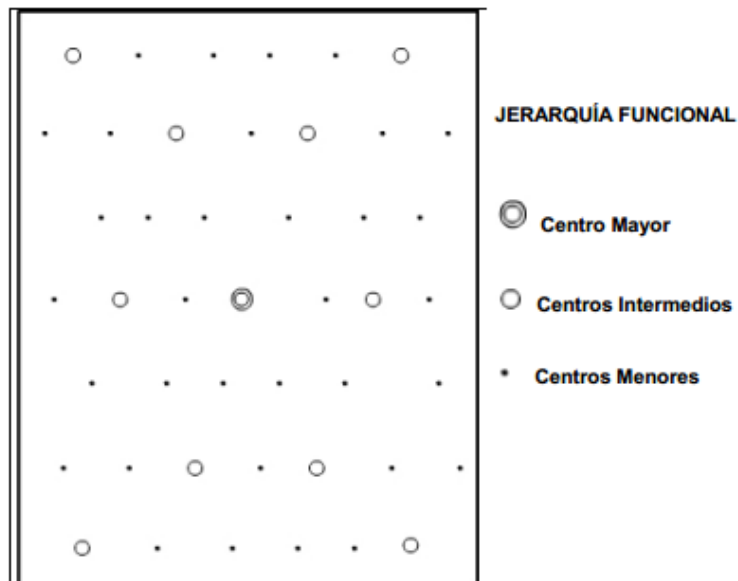 JERARQUÍA FUNCIONAL
Centro Mayor
Centros Intermedios
Centros Menores